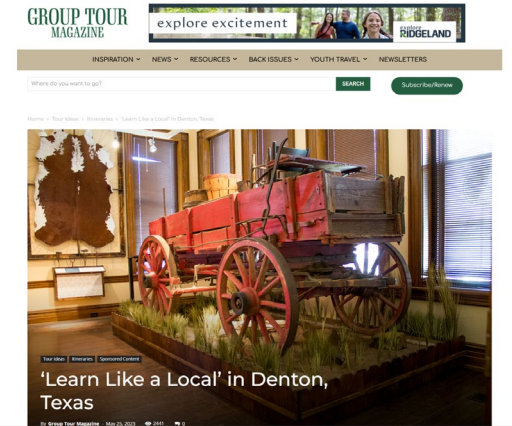 GROUP TOUR
MAGAZINE
explore excitement
explore
RIDGELAND
INSPIRATION NEWS RESOURCES BACK ISSUES YOUTH TRAVEL NEWSLETTERS
Where do you want to go? SEARCH Subscribe/Renew
Home › Tour Ideas › Itineraries › 'Learn Like a Local' in Denton, Texas
Tour Ideas Itineraries Sponsored Content
‘Learn Like a Local’ in Denton,
Texas
By Group Tour Magazine - May 25, 2023 2441 0